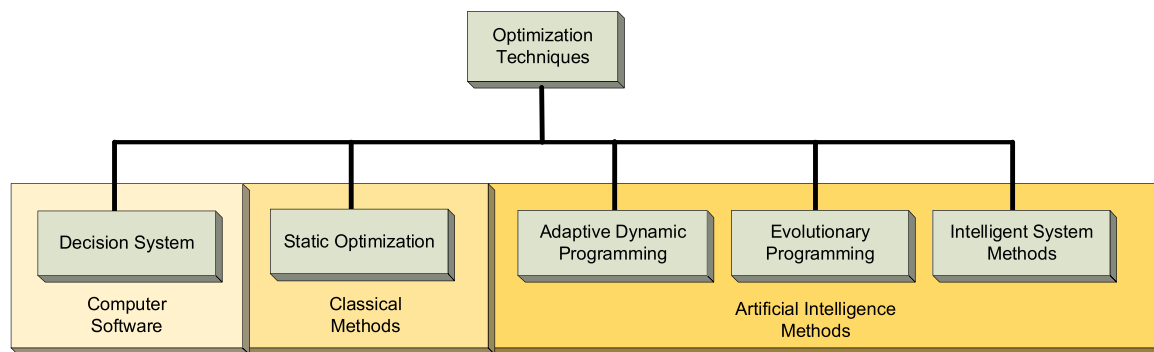 Optimization
Techniques
Decision System
Static Optimization
Adaptive Dynamic
Programming
Evolutionary
Programming
Intelligent System
Methods
Computer
Software
Classical
Methods
Artificial Intelligence
Methods